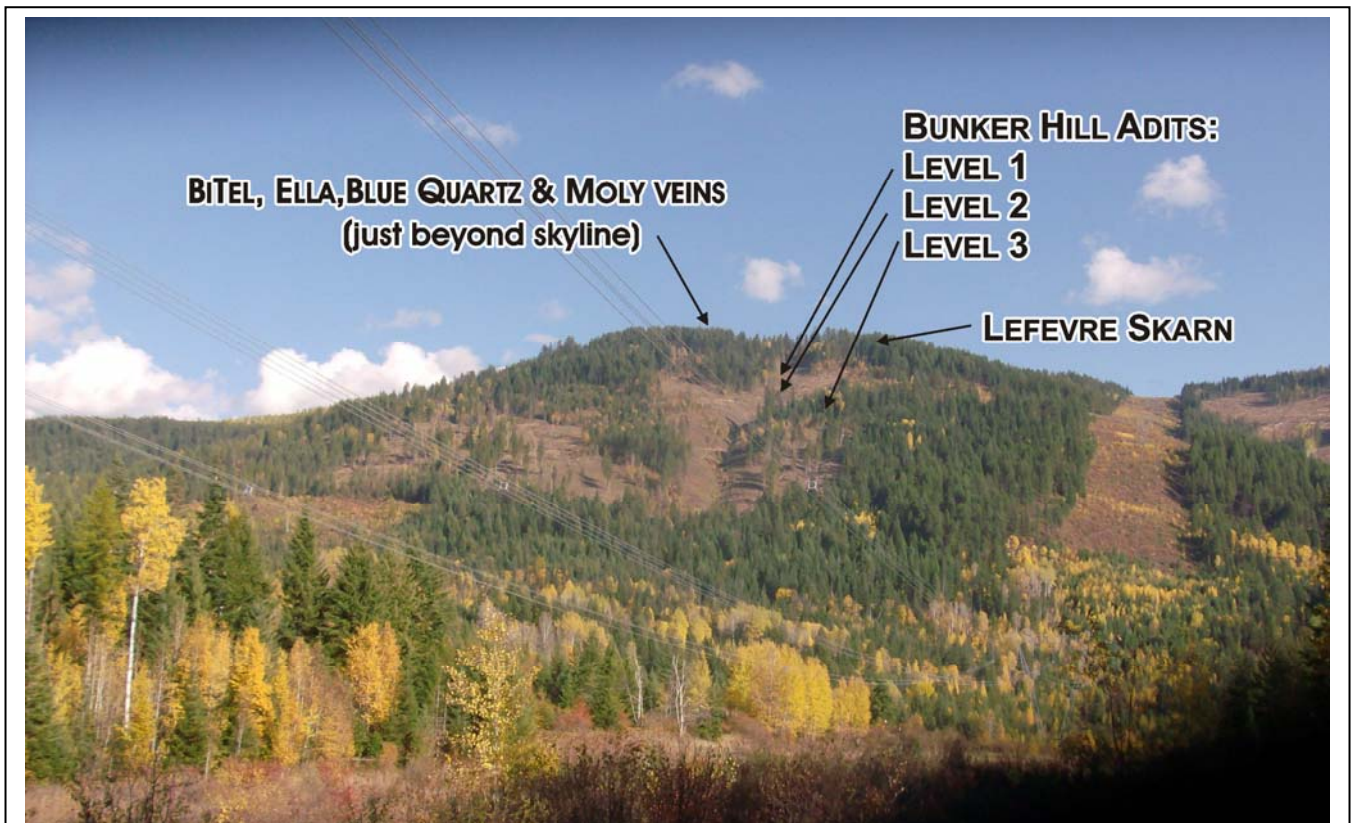 BITEL, ELLA,BLUE QUARTZ & MOLY VEINS
(just beyond skyline)
BUNKER HILL ADITS:
LEVEL 1
LEVEL 2
LEVEL 3
LEFEVRE SKARN